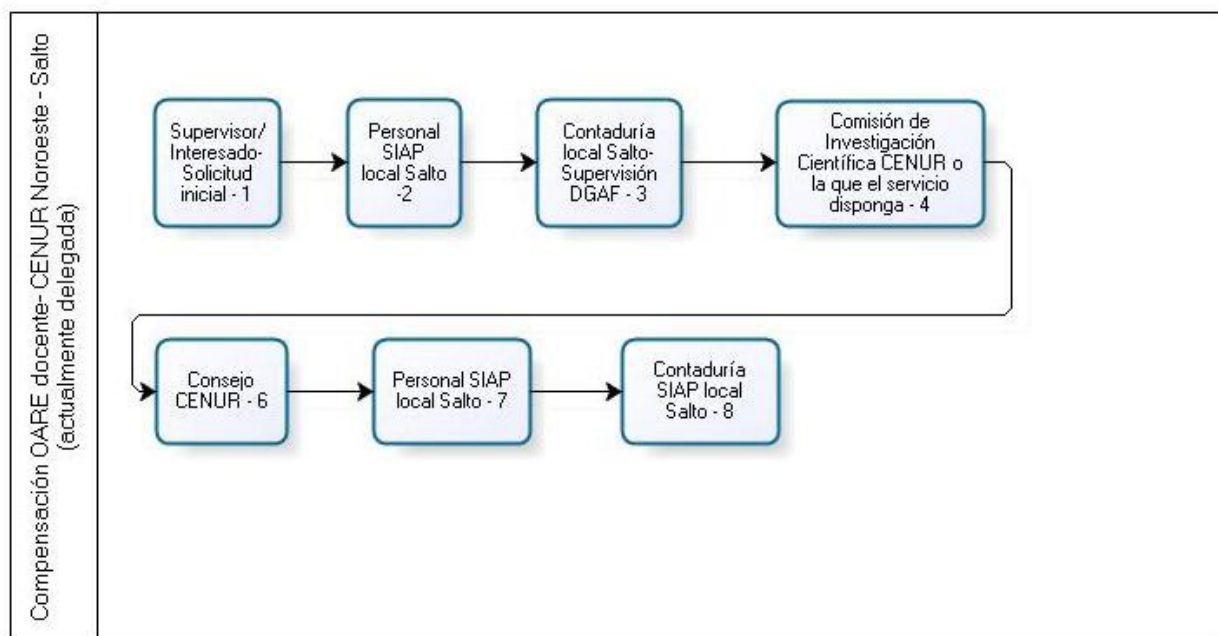 Compensación OARE docente- CENUR Noroeste - Salto
(actualmente delegada)
Supervisor/
Interesado-
Solicitud
inicial - 1
Personal
SIAP
local Salto
-2
Contaduría
local Salto-
Supervisión
DGAF - 3
Comisión de
Investigación
Científica CENUR o
la que el servicio
disponga - 4
Consejo
CENUR - 6
Personal SIAP
local Salto - 7
Contaduría
SIAP local
Salto - 8